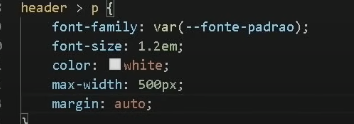 header > p {
font-family: var(--fonte-padrao);
font-size: 1.2em;
color: white;
max-width: 500px;
margin: auto;
}